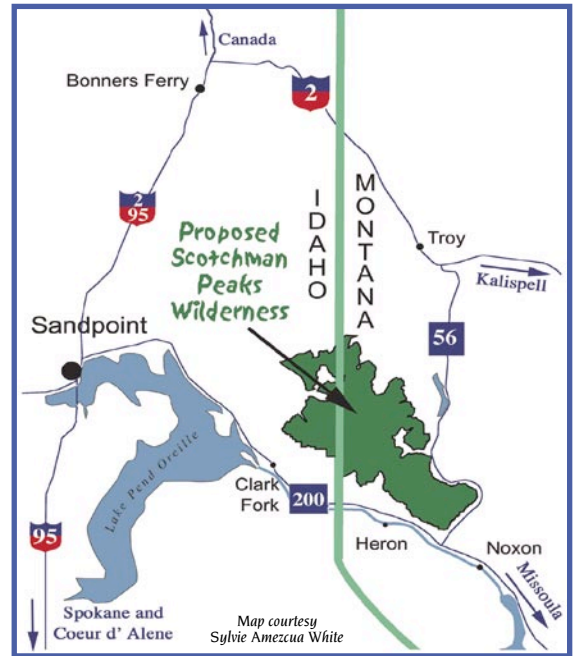 Canada
Bonners Ferry
2
IDAHO
MONTANA
2
95
Proposed
Scotchman
Peaks
Wilderness
Troy
Kalispell
Sandpoint
56
Lake Pend Oreille
Clark
Fork
200
Heron
Noxon
95
Missoula
Spokane and
Coeur d' Alene
Map courtesy
Sylvie Amezcua White